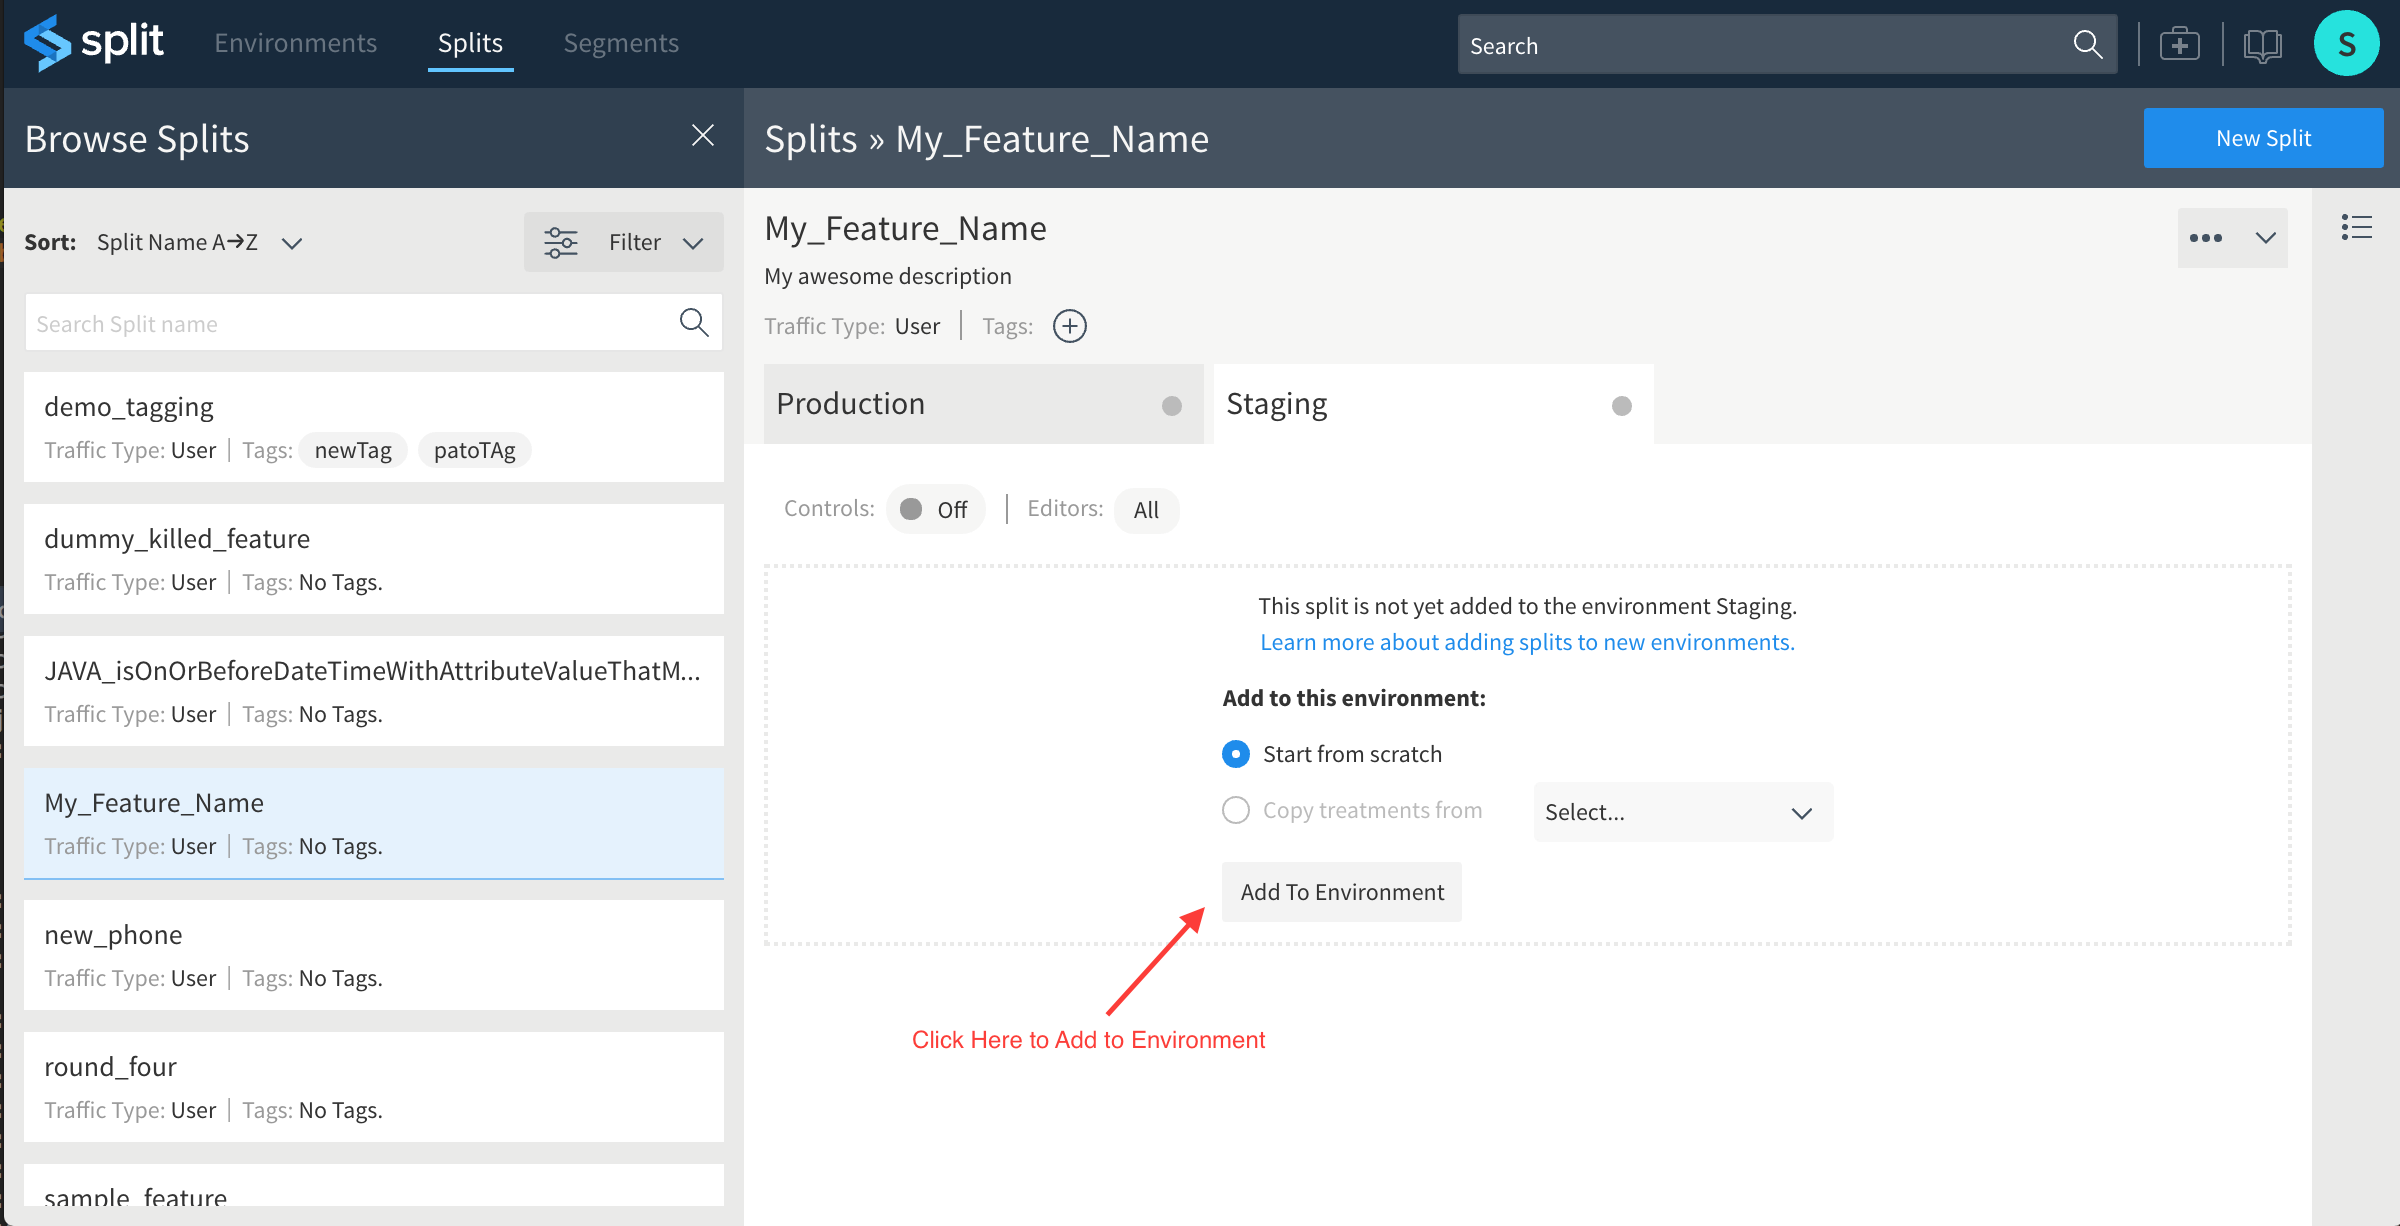 split Environments Splits Segments Search S
Browse Splits
Splits » My_Feature_Name
New Split
Sort: Split Name A→Z
Filter
Search Split name
demo_tagging
Traffic Type: User | Tags: newTag patoTAg
dummy_killed_feature
Traffic Type: User | Tags: No Tags.
JAVA_isOnOrBeforeDateTimeWithAttributeValueThatM...
Traffic Type: User | Tags: No Tags.
My_Feature_Name
Traffic Type: User | Tags: No Tags.
new_phone
Traffic Type: User | Tags: No Tags.
round_four
Traffic Type: User | Tags: No Tags.
sample_feature
My_Feature_Name
My awesome description
Traffic Type: User | Tags:
Production
Staging
Controls: Off | Editors: All
This split is not yet added to the environment Staging.
Learn more about adding splits to new environments.
Add to this environment:
Start from scratch
Copy treatments from Select...
Add To Environment
Click Here to Add to Environment